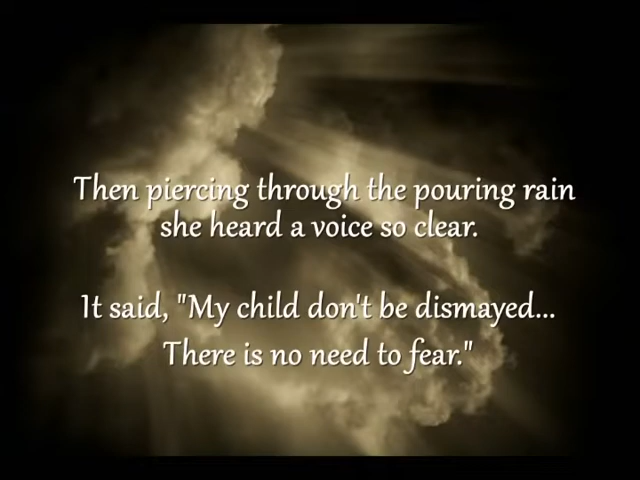 Then piercing through the pouring rain
she heard a voice so clear.
It said, "My child don't be dismayed...
There is no need to fear."